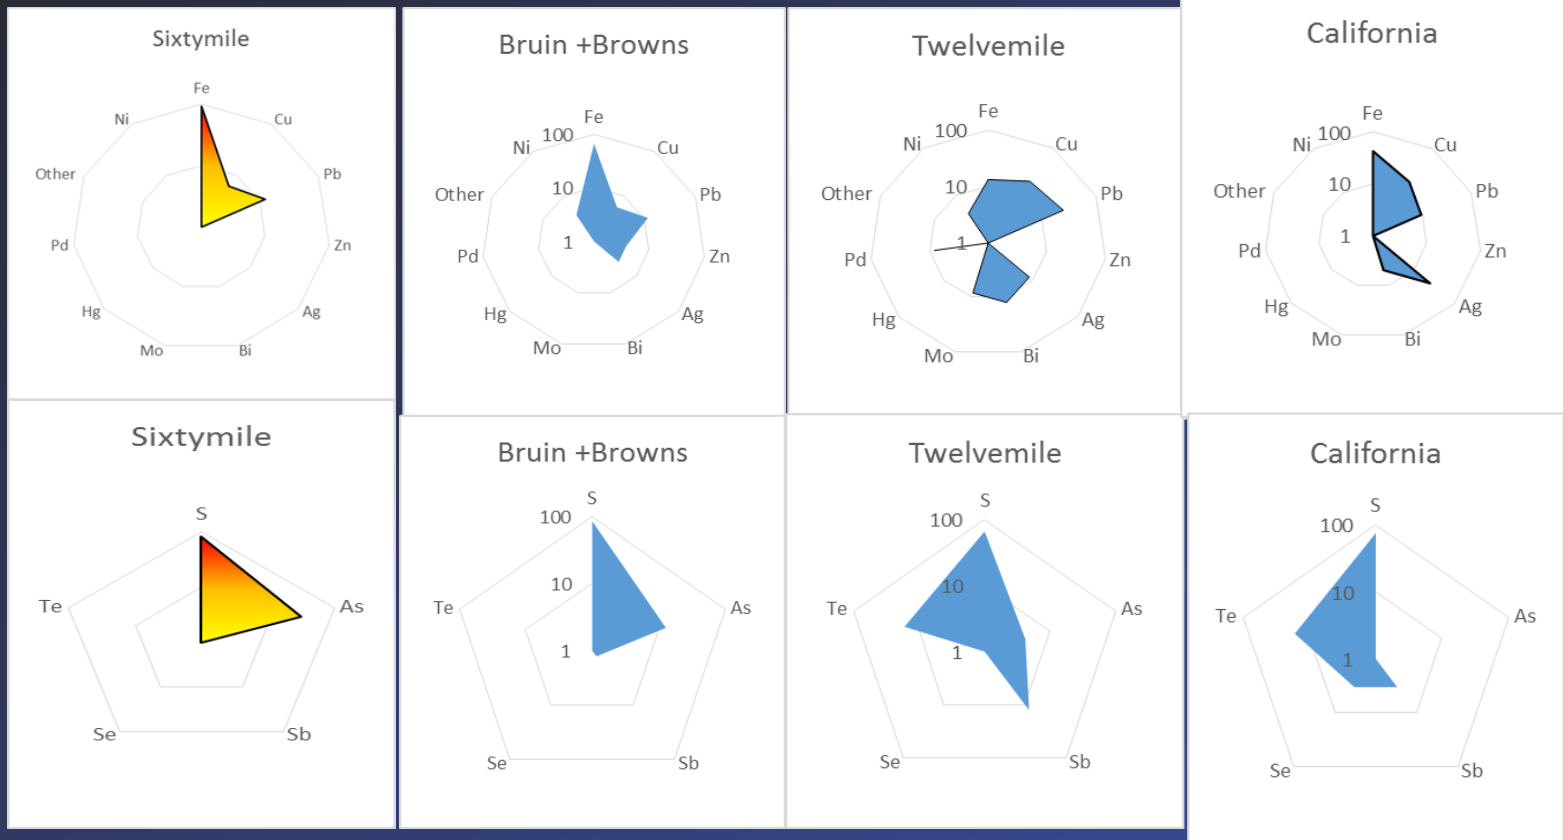 Sixtymile
Fe
Cu
Pb
Zn
Ag
Bi
Mo
Hg
Pd
Other
Ni
Bruin +Browns
Fe
Cu
Pb
Zn
Ag
Bi
Mo
Hg
Pd
Other
Ni
100
10
1
Twelvemile
Fe
Cu
Pb
Zn
Ag
Bi
Mo
Hg
Pd
Other
Ni
100
10
1
California
Fe
Cu
Pb
Zn
Ag
Bi
Mo
Hg
Pd
Other
Ni
100
10
1
Sixtymile
S
As
Sb
Se
Te
Bruin +Browns
S
As
Sb
Se
Te
100
10
1
Twelvemile
S
As
Sb
Se
Te
100
10
1
California
S
As
Sb
Se
Te
100
10
1